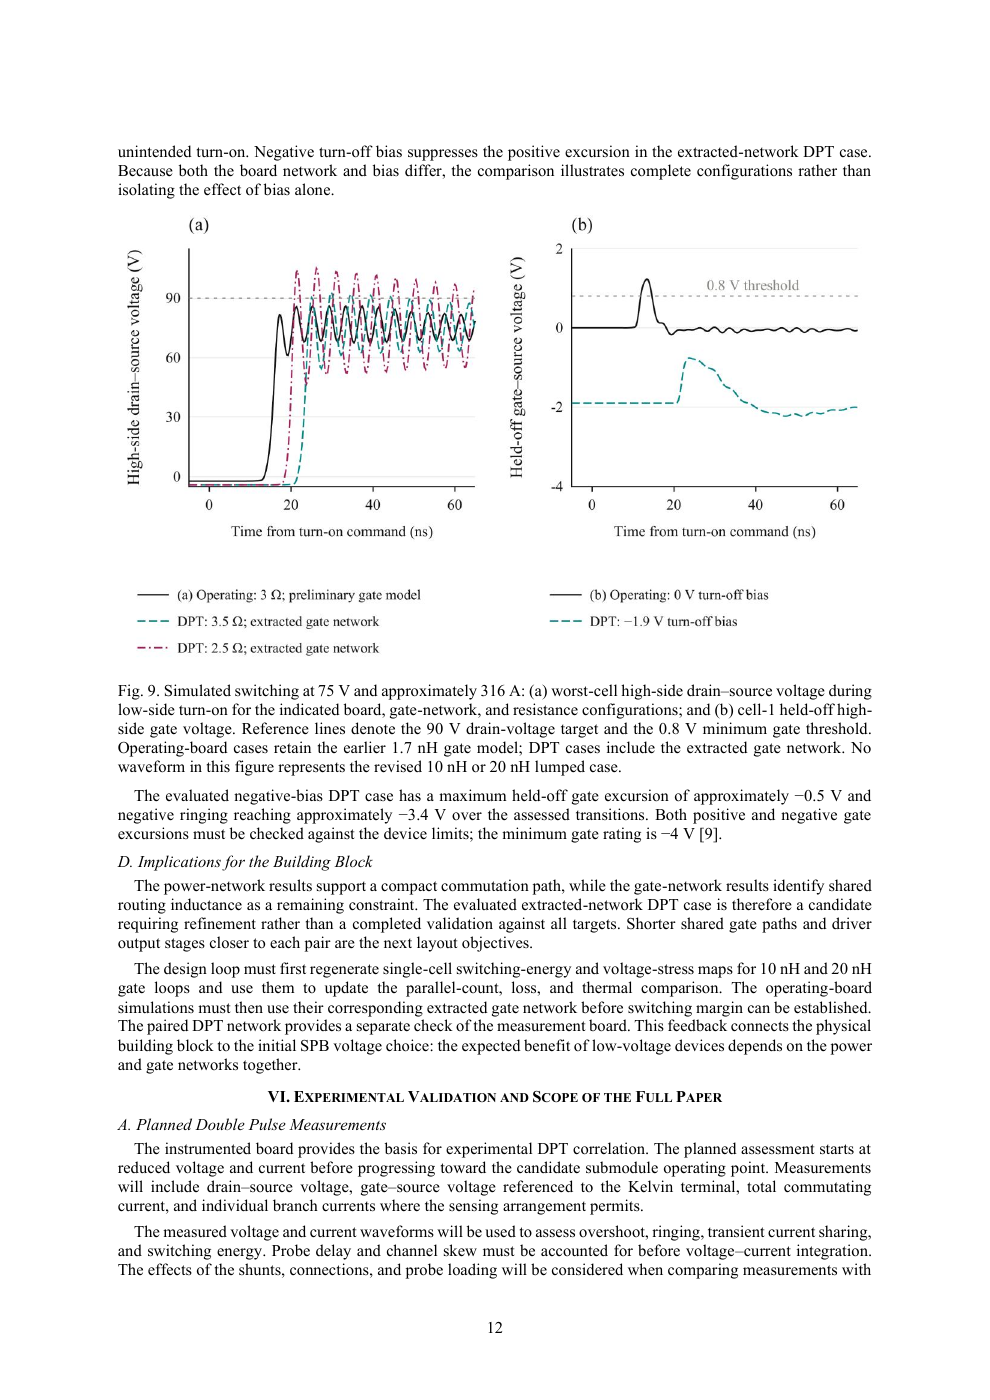 unintended turn-on. Negative turn-off bias suppresses the positive excursion in the extracted-network DPT case.
Because both the board network and bias differ, the comparison illustrates complete configurations rather than
isolating the effect of bias alone.
(a)
High-side drain–source voltage (V)
90
60
30
0
0 20 40 60
Time from turn-on command (ns)
(b)
Held-off gate–source voltage (V)
2
0
-2
-4
0.8 V threshold
0 20 40 60
Time from turn-on command (ns)
(a) Operating: 3 Ω; preliminary gate model
DPT: 3.5 Ω; extracted gate network
DPT: 2.5 Ω; extracted gate network
(b) Operating: 0 V turn-off bias
DPT: −1.9 V turn-off bias
Fig. 9. Simulated switching at 75 V and approximately 316 A: (a) worst-cell high-side drain–source voltage during
low-side turn-on for the indicated board, gate-network, and resistance configurations; and (b) cell-1 held-off high-
side gate voltage. Reference lines denote the 90 V drain-voltage target and the 0.8 V minimum gate threshold.
Operating-board cases retain the earlier 1.7 nH gate model; DPT cases include the extracted gate network. No
waveform in this figure represents the revised 10 nH or 20 nH lumped case.
The evaluated negative-bias DPT case has a maximum held-off gate excursion of approximately −0.5 V and
negative ringing reaching approximately −3.4 V over the assessed transitions. Both positive and negative gate
excursions must be checked against the device limits; the minimum gate rating is −4 V [9].
D. Implications for the Building Block
The power-network results support a compact commutation path, while the gate-network results identify shared
routing inductance as a remaining constraint. The evaluated extracted-network DPT case is therefore a candidate
requiring refinement rather than a completed validation against all targets. Shorter shared gate paths and driver
output stages closer to each pair are the next layout objectives.
The design loop must first regenerate single-cell switching-energy and voltage-stress maps for 10 nH and 20 nH
gate loops and use them to update the parallel-count, loss, and thermal comparison. The operating-board
simulations must then use their corresponding extracted gate network before switching margin can be established.
The paired DPT network provides a separate check of the measurement board. This feedback connects the physical
building block to the initial SPB voltage choice: the expected benefit of low-voltage devices depends on the power
and gate networks together.
VI. EXPERIMENTAL VALIDATION AND SCOPE OF THE FULL PAPER
A. Planned Double Pulse Measurements
The instrumented board provides the basis for experimental DPT correlation. The planned assessment starts at
reduced voltage and current before progressing toward the candidate submodule operating point. Measurements
will include drain–source voltage, gate–source voltage referenced to the Kelvin terminal, total commutating
current, and individual branch currents where the sensing arrangement permits.
The measured voltage and current waveforms will be used to assess overshoot, ringing, transient current sharing,
and switching energy. Probe delay and channel skew must be accounted for before voltage–current integration.
The effects of the shunts, connections, and probe loading will be considered when comparing measurements with
12